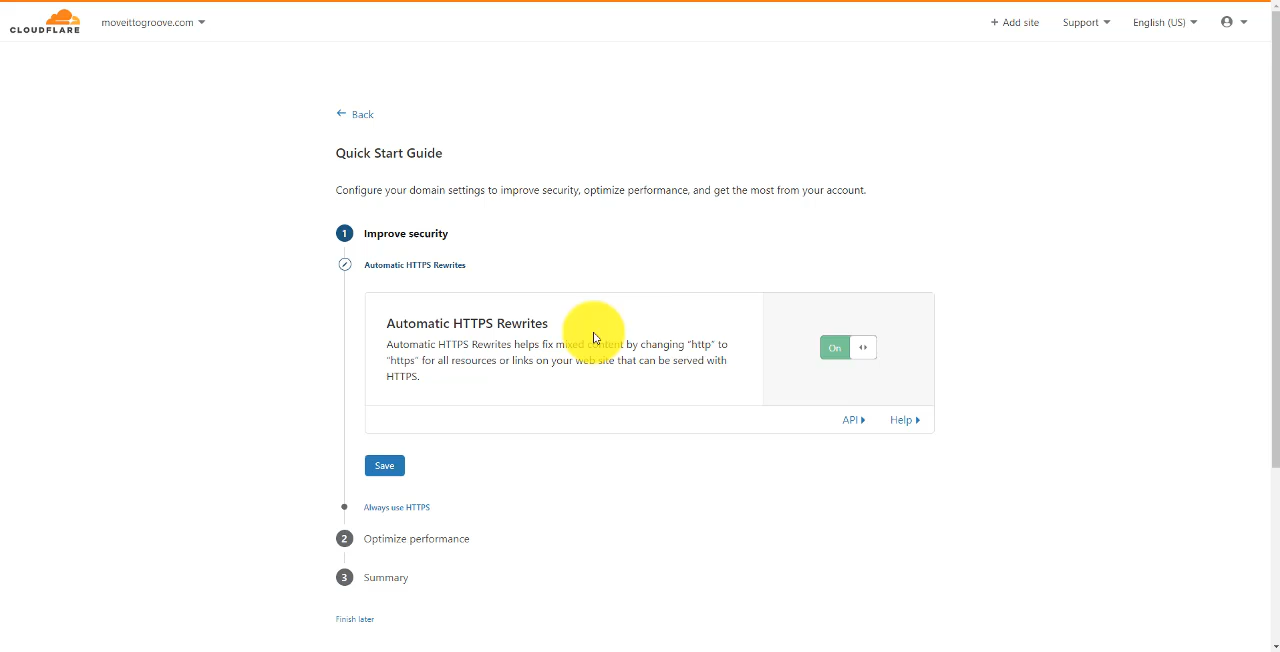 CLOUDFLARE
moveittogroove.com
+ Add site
Support
English (US)
← Back
Quick Start Guide
Configure your domain settings to improve security, optimize performance, and get the most from your account.
1 Improve security
Automatic HTTPS Rewrites
Automatic HTTPS Rewrites
Automatic HTTPS Rewrites helps fix mixed content by changing “http” to
“https” for all resources or links on your web site that can be served with
HTTPS.
On
API
Help
Save
Always use HTTPS
2 Optimize performance
3 Summary
Finish later